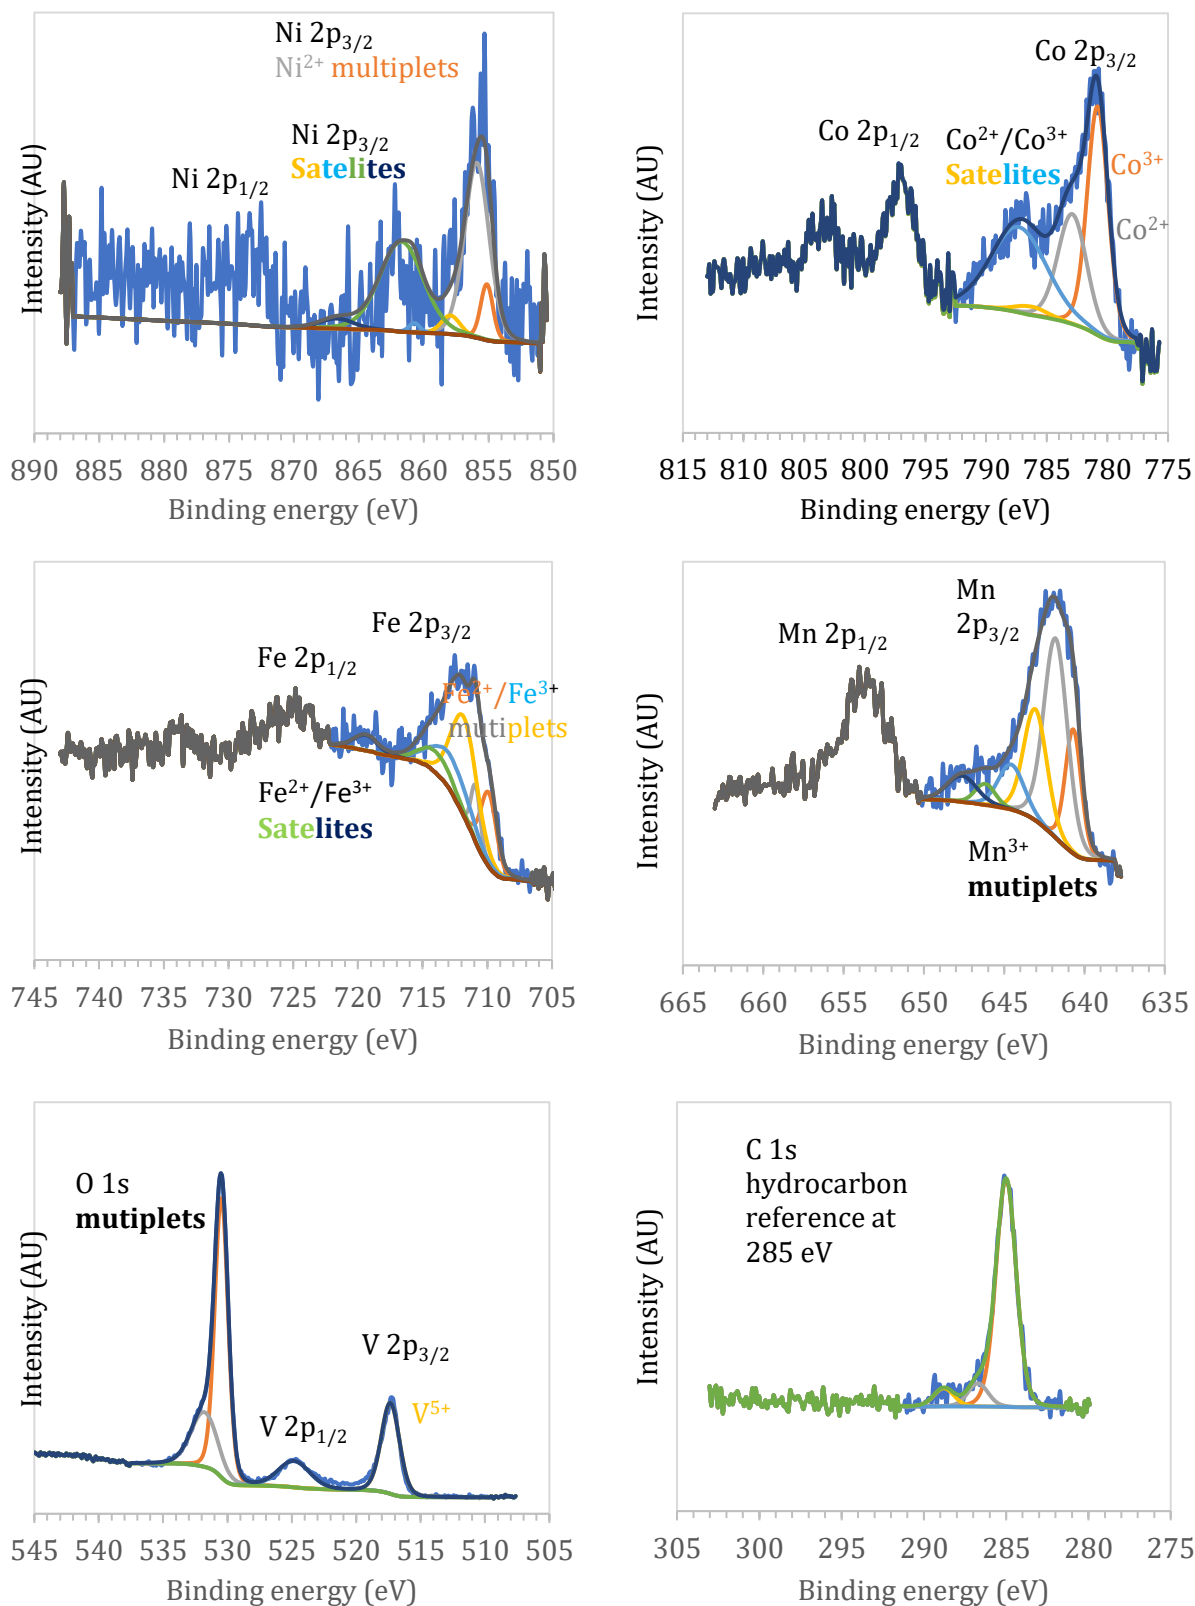 Ni 2p3/2
Ni2+ multiplets
Ni 2p3/2
Satelites
Ni 2p1/2
Intensity (AU)
890 880 875 870 865 860 855 850
Binding energy (eV)
Co 2p3/2
Co 2p1/2
Co2+/Co3+
Satelites
Co3+
Co2+
Intensity (AU)
815 810 805 800 795 790 785 780 775
Binding energy (eV)
Fe 2p3/2
Fe 2p1/2
Fe2+/Fe3+
mutiplets
Fe2+/Fe3+
Satelites
Intensity (AU)
745 740 735 730 725 720 715 710 705
Binding energy (eV)
Mn
2p3/2
Mn 2p1/2
Mn3+
mutiplets
Intensity (AU)
665 660 655 650 645 640 635
Binding energy (eV)
O 1s
mutiplets
V 2p3/2
V5+
V 2p1/2
Intensity (AU)
545 540 535 530 525 520 515 510 505
Binding energy (eV)
C 1s
hydrocarbon
reference at
285 eV
Intensity (AU)
305 300 295 290 285 280 275
Binding energy (eV)